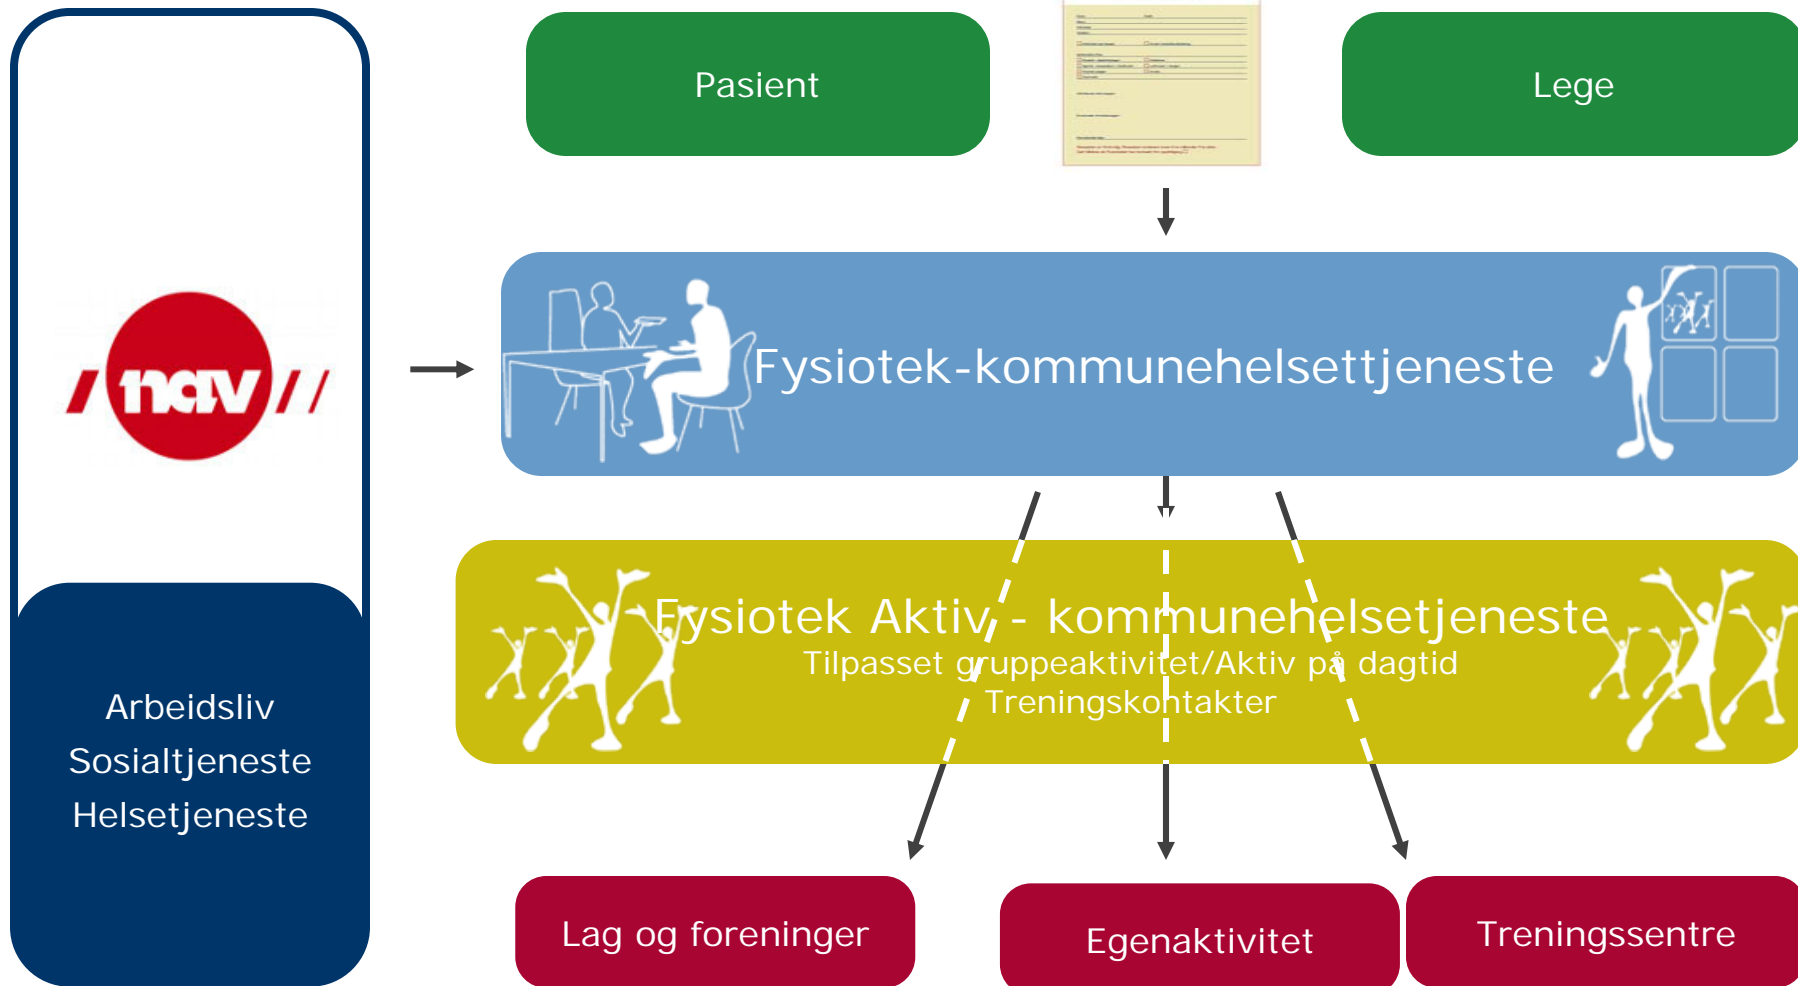 Pasient
Lege
nav
Fysiotek-kommunehelsettjeneste
Fysiotek Aktiv - kommunehelsetjeneste
Tilpasset gruppeaktivitet/Aktiv på dagtid
Treningskontakter
Arbeidsliv
Sosialtjeneste
Helsetjeneste
Lag og foreninger
Egenaktivitet
Treningssentre